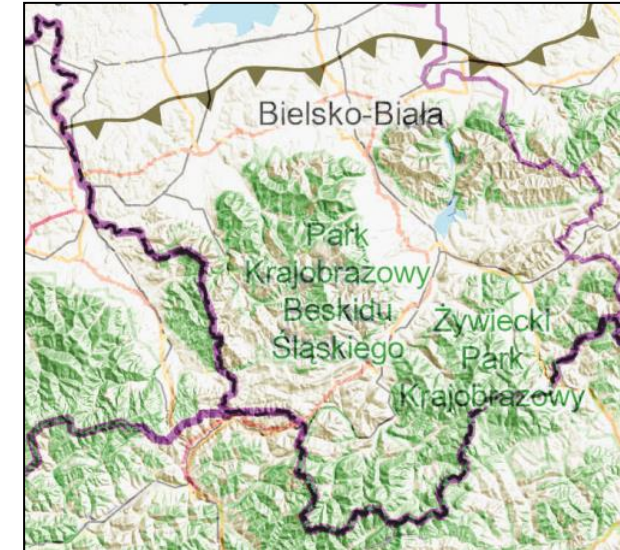 Bielsko-Biała
Park
Krajobrazowy
Beskidu
Śląskiego
Żywiecki
Park
Krajobrazowy